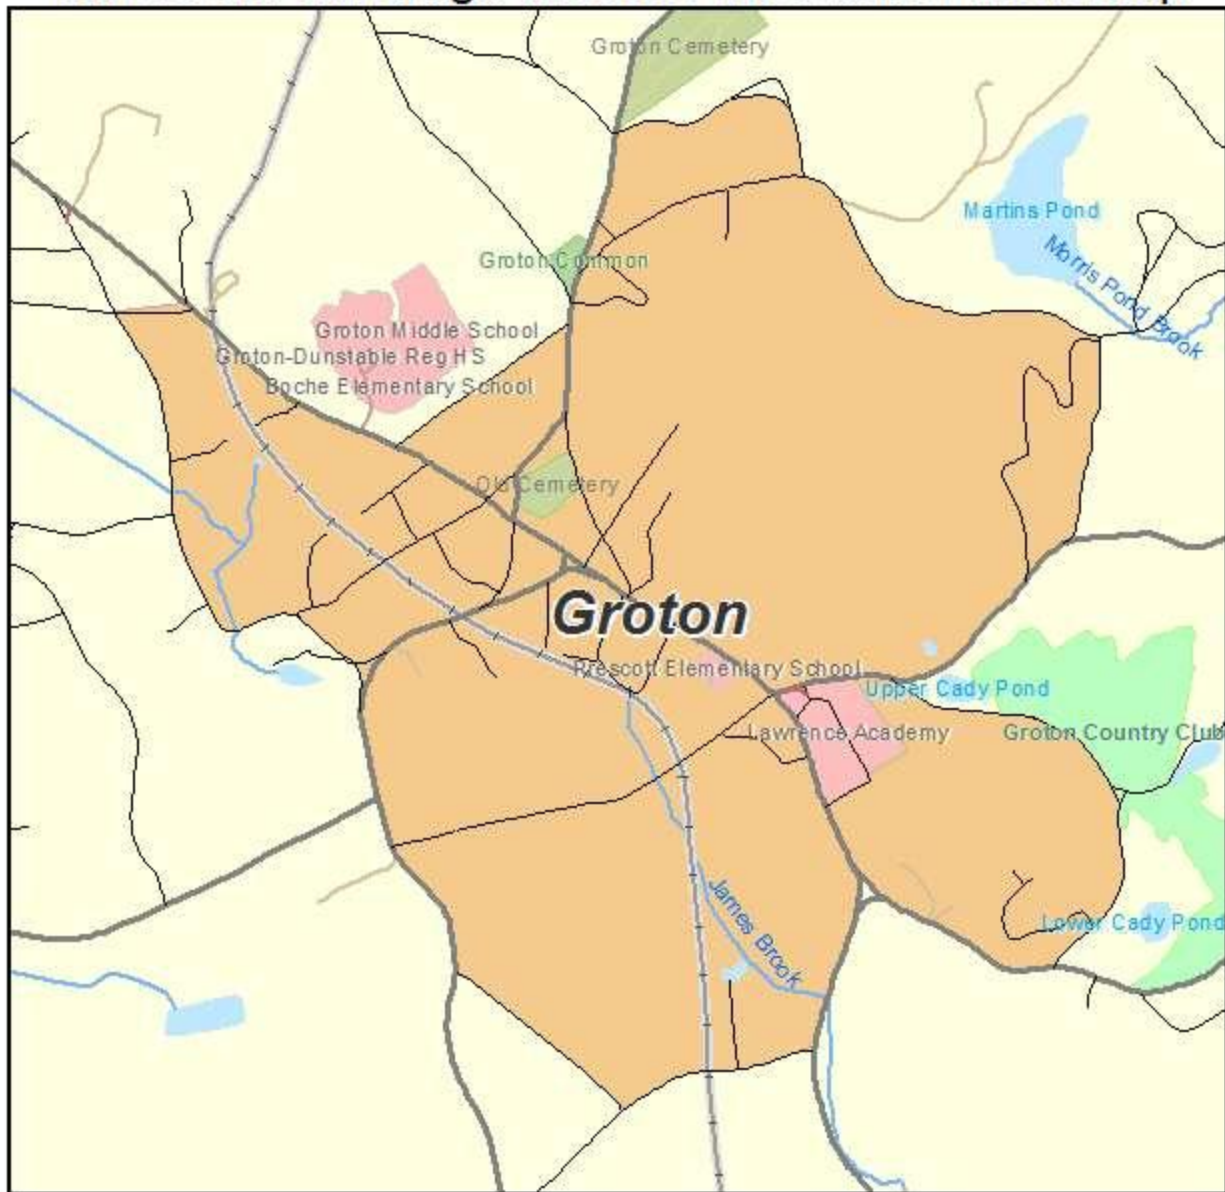 Groton Cemetery
Martins Pond
Morris Pond Brook
Groton Common
Groton Middle School
Groton-Dunstable Reg H S
Boche Elementary School
Old Cemetery
Groton
Prescott Elementary School
Upper Cady Pond
Lawrence Academy
Groton Country Club
James Brook
Lower Cady Pond